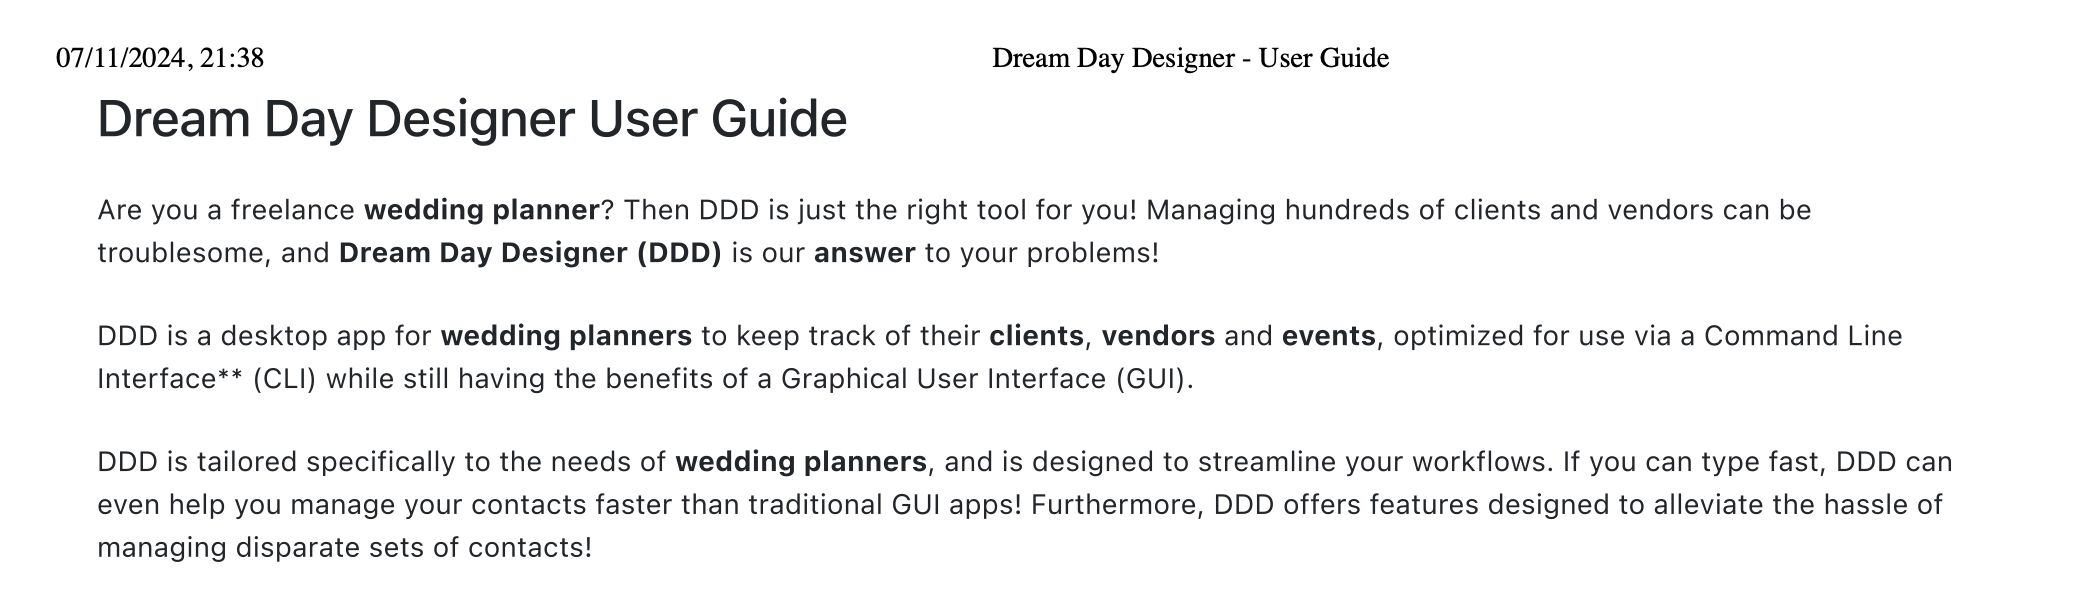 07/11/2024, 21:38
Dream Day Designer - User Guide
Dream Day Designer User Guide
Are you a freelance wedding planner? Then DDD is just the right tool for you! Managing hundreds of clients and vendors can be
troublesome, and Dream Day Designer (DDD) is our answer to your problems!
DDD is a desktop app for wedding planners to keep track of their clients, vendors and events, optimized for use via a Command Line
Interface** (CLI) while still having the benefits of a Graphical User Interface (GUI).
DDD is tailored specifically to the needs of wedding planners, and is designed to streamline your workflows. If you can type fast, DDD can
even help you manage your contacts faster than traditional GUI apps! Furthermore, DDD offers features designed to alleviate the hassle of
managing disparate sets of contacts!